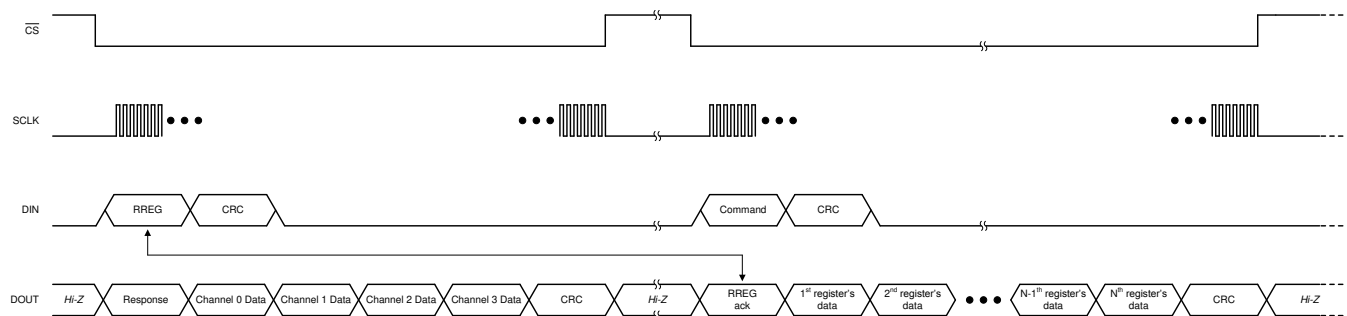 CS
SCLK
DIN
RREG
CRC
Command
CRC
DOUT
Hi-Z
Response
Channel 0 Data
Channel 1 Data
Channel 2 Data
Channel 3 Data
CRC
Hi-Z
RREG
ack
1st register's
data
2nd register's
data
N-1th register's
data
Nth register's
data
CRC
Hi-Z